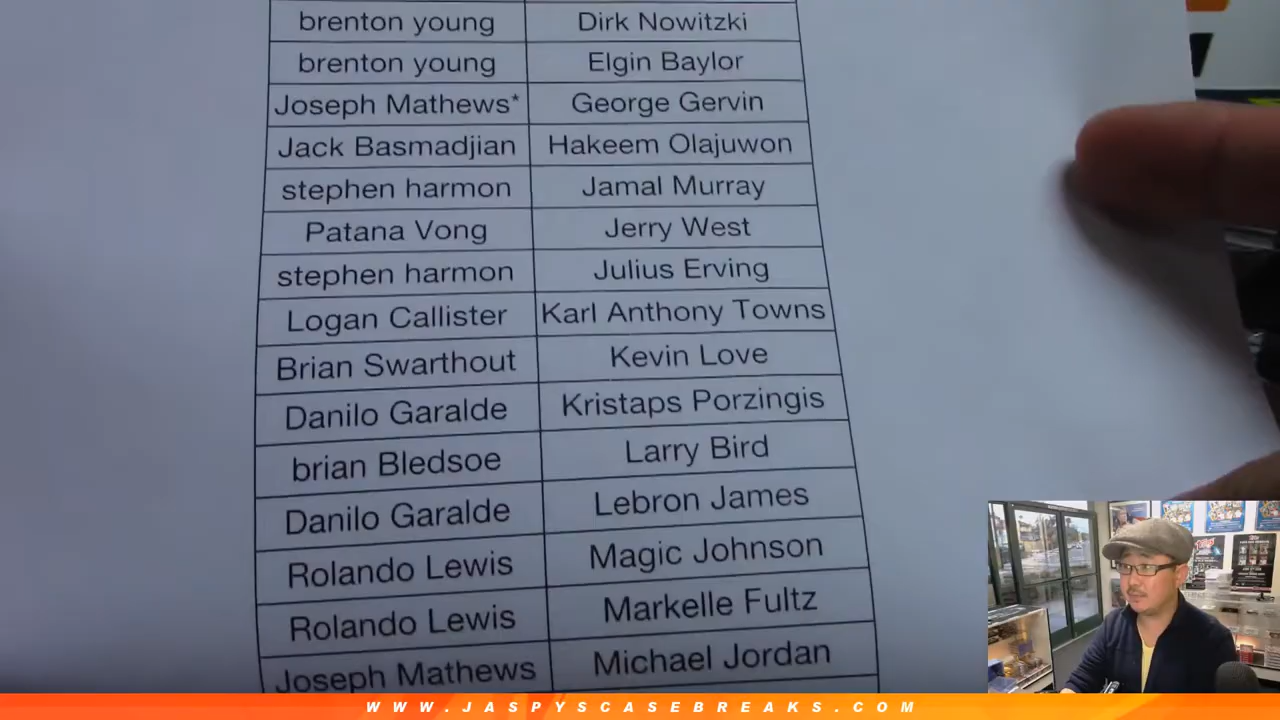 brenton young Dirk Nowitzki
brenton young Elgin Baylor
Joseph Mathews* George Gervin
Jack Basmadjian Hakeem Olajuwon
stephen harmon Jamal Murray
Patana Vong Jerry West
stephen harmon Julius Erving
Logan Callister Karl Anthony Towns
Brian Swarthout Kevin Love
Danilo Garalde Kristaps Porzingis
brian Bledsoe Larry Bird
Danilo Garalde Lebron James
Rolando Lewis Magic Johnson
Rolando Lewis Markelle Fultz
Joseph Mathews Michael Jordan
WWW.JASPYSCASEBREAKS.COM